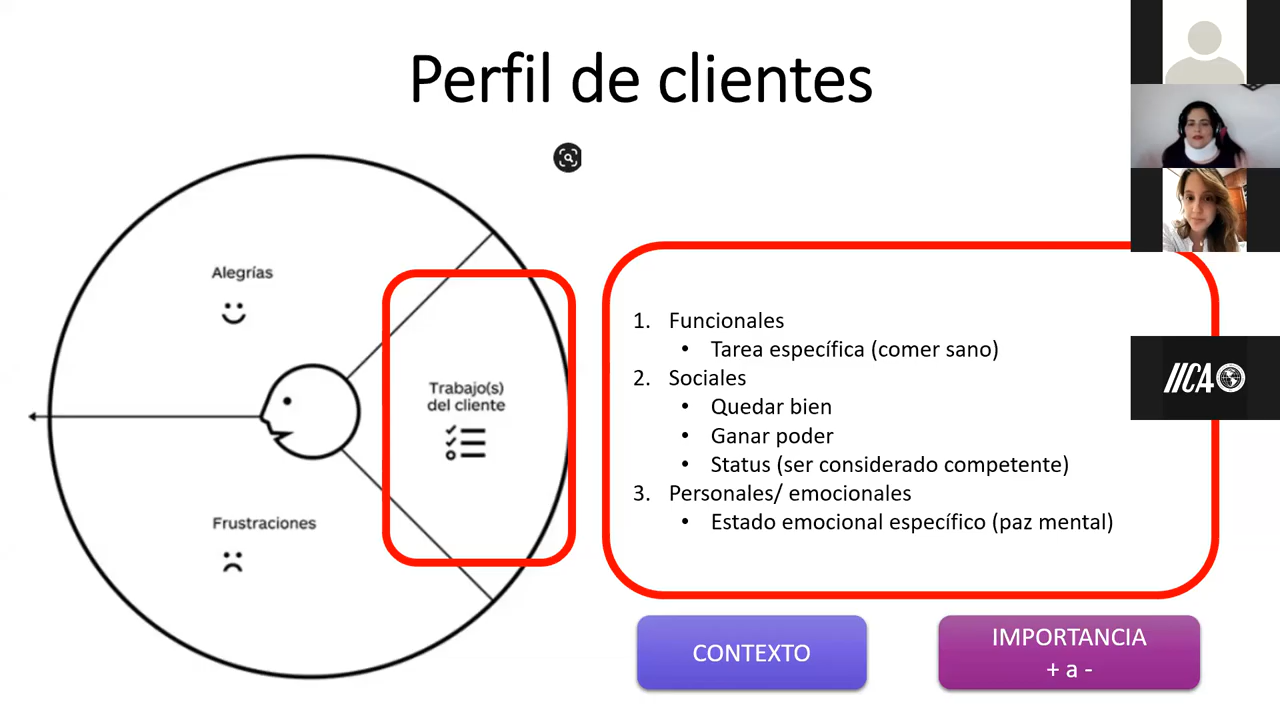 Perfil de clientes
Alegrías
Trabajo(s)
del cliente
Frustraciones
1. Funcionales
• Tarea específica (comer sano)
2. Sociales
• Quedar bien
• Ganar poder
• Status (ser considerado competente)
3. Personales/ emocionales
• Estado emocional específico (paz mental)
CONTEXTO
IMPORTANCIA
+ a -
IICA